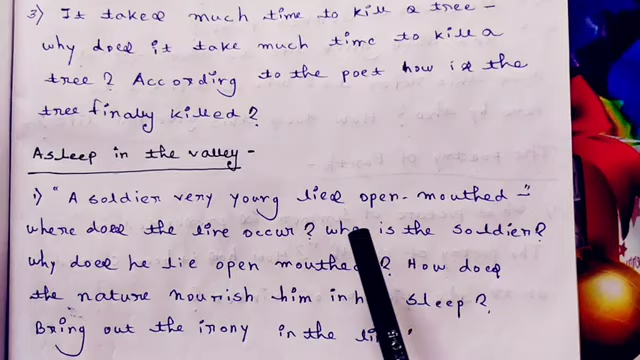 3) It takes much time to kill a tree -
why does it take much time to kill a
tree? According to the poet how is the
tree finally killed?
Asleep in the valley -
i) "A soldier very young lies open-mouthed -"
where does the line occur? who is the soldier?
why does he lie open mouthed? How does
the nature nourish him in sleep?
Bring out the irony in the